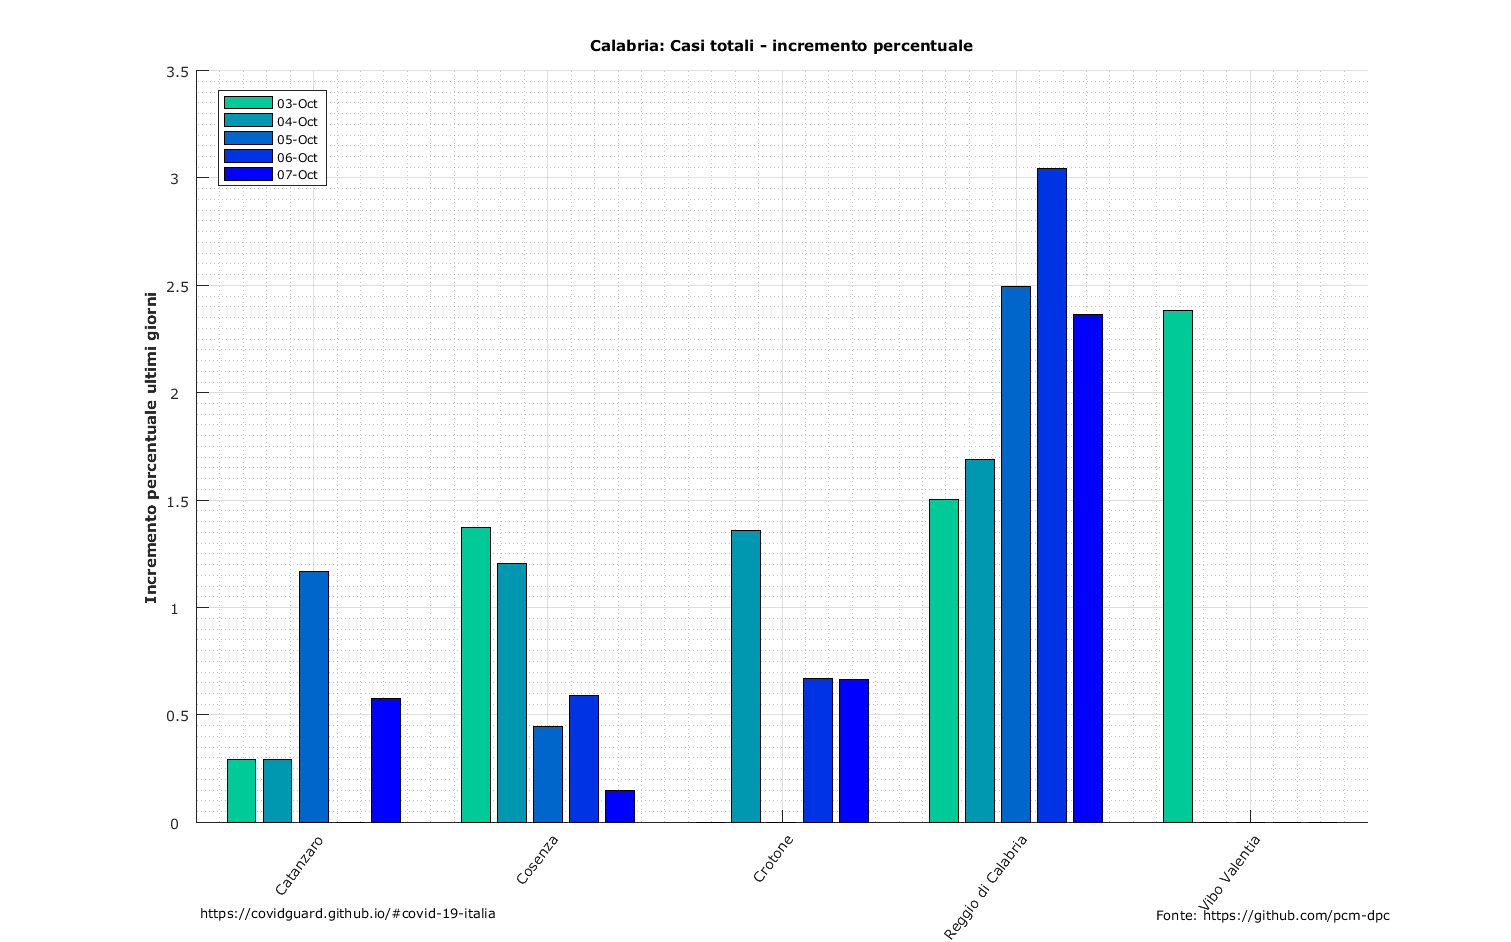 Calabria: Casi totali - incremento percentuale
Incremento percentuale ultimi giorni
3.5
3
2.5
2
1.5
1
0.5
0
03-Oct
04-Oct
05-Oct
06-Oct
07-Oct
Catanzaro
Cosenza
Crotone
Reggio di Calabria
Vibo Valentia
https://covidguard.github.io/#covid-19-italia
Fonte: https://github.com/pcm-dpc